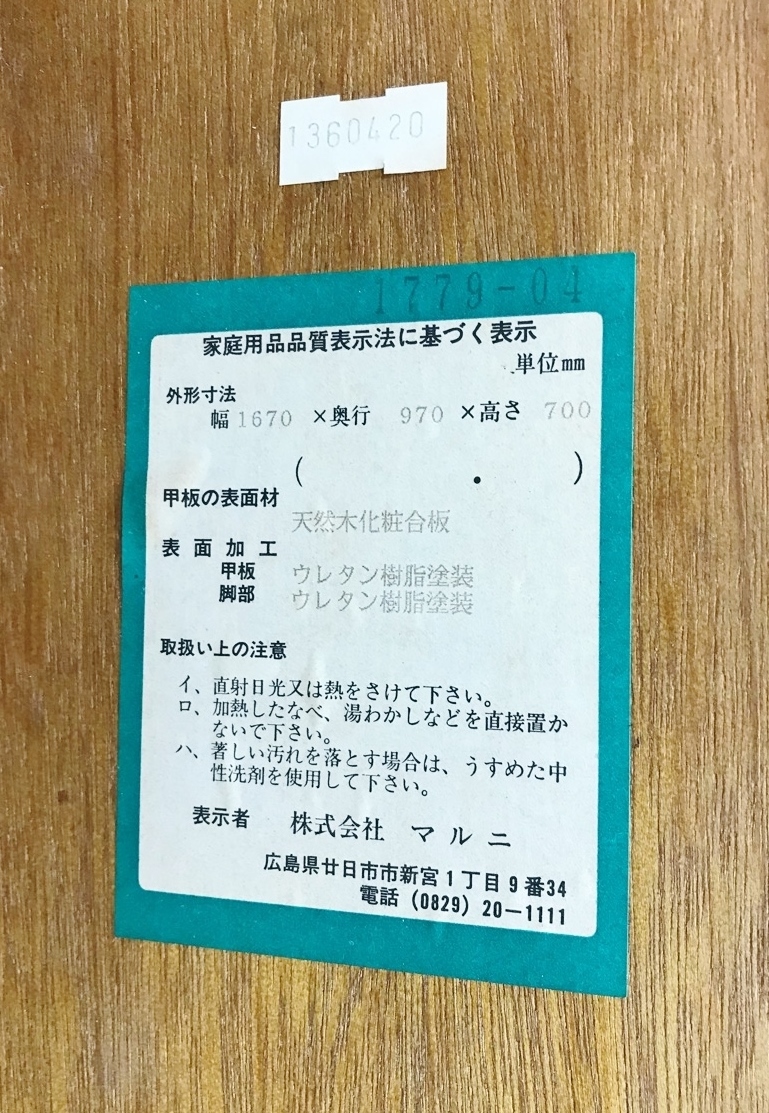 1360420
1779-04
家庭用品品質表示法に基づく表示
単位mm
外形寸法
幅 1670 ×奥行 970 ×高さ 700
( . )
甲板の表面材
天然木化粧合板
表面加工
甲板 ウレタン樹脂塗装
脚部 ウレタン樹脂塗装
取扱い上の注意
イ、直射日光又は熱をさけて下さい。
ロ、加熱したなべ、湯わかしなどを直接置か
ないで下さい。
ハ、著しい汚れを落とす場合は、うすめた中
性洗剤を使用して下さい。
表示者 株式会社 マルニ
広島県廿日市市新宮1丁目9番34
電話 (0829) 20-1111